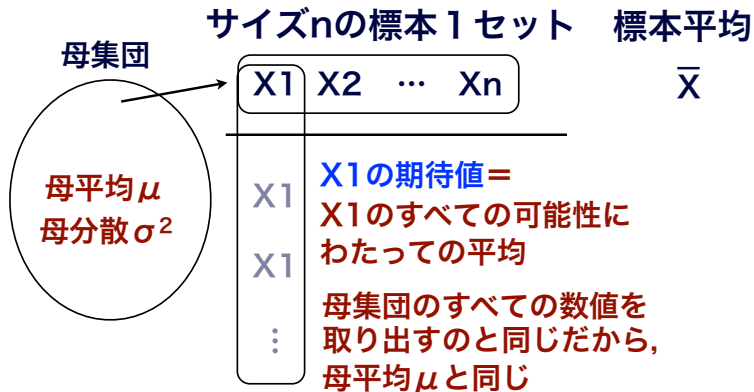 サイズnの標本１セット 標本平均
母集団
X1 X2 … Xn X̅
母平均μ
母分散σ²
X1
X1
⋮
X1の期待値＝
X1のすべての可能性に
わたっての平均
母集団のすべての数値を
取り出すのと同じだから,
母平均μと同じ